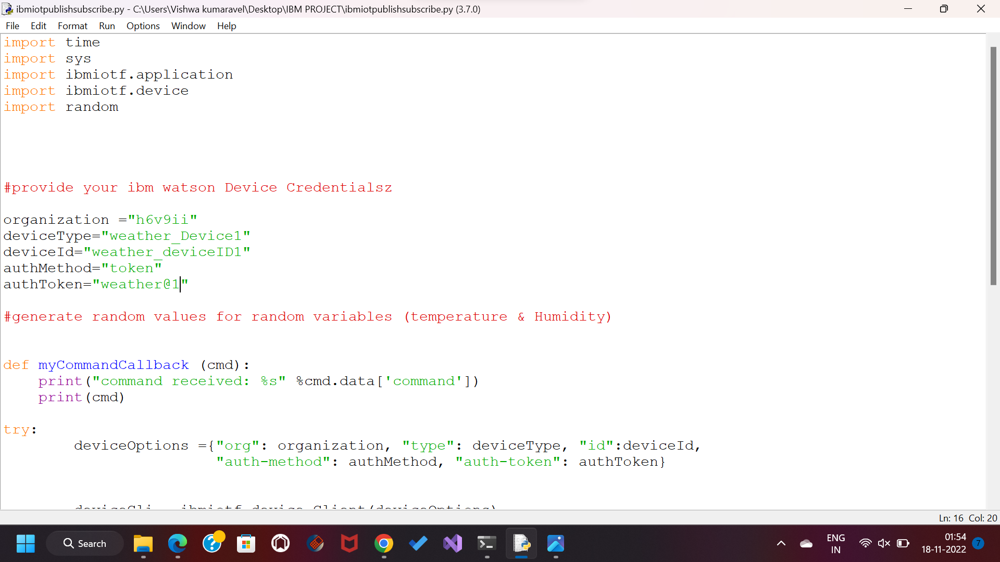 ibmiotpublishsubscribe.py - C:\Users\Vishwa kumaravel\Desktop\IBM PROJECT\ibmiotpublishsubscribe.py (3.7.0)
File Edit Format Run Options Window Help
import time
import sys
import ibmiotf.application
import ibmiotf.device
import random
#provide your ibm watson Device Credentialsz
organization ="h6v9ii"
deviceType="weather_Device1"
deviceId="weather_deviceID1"
authMethod="token"
authToken="weather@1"
#generate random values for random variables (temperature & Humidity)
def myCommandCallback (cmd):
    print("command received: %s" %cmd.data['command'])
    print(cmd)
try:
        deviceOptions ={"org": organization, "type": deviceType, "id":deviceId,
                        "auth-method": authMethod, "auth-token": authToken}
        deviceCli = ibmiotf.device.Client(deviceOptions)
Ln: 16 Col: 20
Search
ENG
IN
01:54
18-11-2022
7